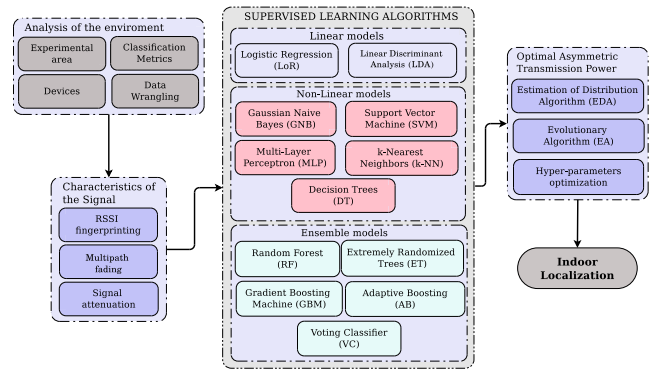 Analysis of the enviroment
Experimental
area
Classification
Metrics
Devices
Data
Wrangling
Characteristics of
the Signal
RSSI
fingerprinting
Multipath
fading
Signal
attenuation
SUPERVISED LEARNING ALGORITHMS
Linear models
Logistic Regression
(LoR)
Linear Discriminant
Analysis (LDA)
Non-Linear models
Gaussian Naive
Bayes (GNB)
Support Vector
Machine (SVM)
Multi-Layer
Perceptron (MLP)
k-Nearest
Neighbors (k-NN)
Decision Trees
(DT)
Ensemble models
Random Forest
(RF)
Extremely Randomized
Trees (ET)
Gradient Boosting
Machine (GBM)
Adaptive Boosting
(AB)
Voting Classifier
(VC)
Optimal Asymmetric
Transmission Power
Estimation of Distribution
Algorithm (EDA)
Evolutionary
Algorithm (EA)
Hyper-parameters
optimization
Indoor
Localization